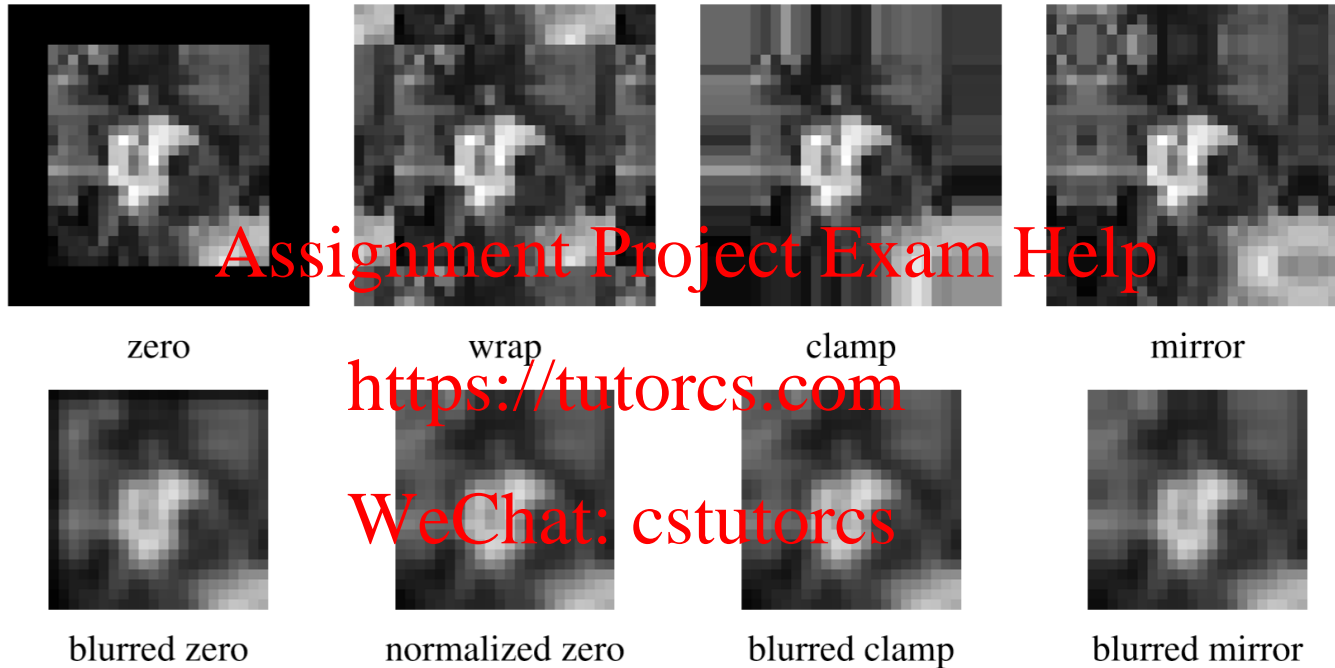 Assignment Project Exam Help
zero wrap clamp mirror
https://tutorcs.com
WeChat: cstutorcs
blurred zero normalized zero blurred clamp blurred mirror